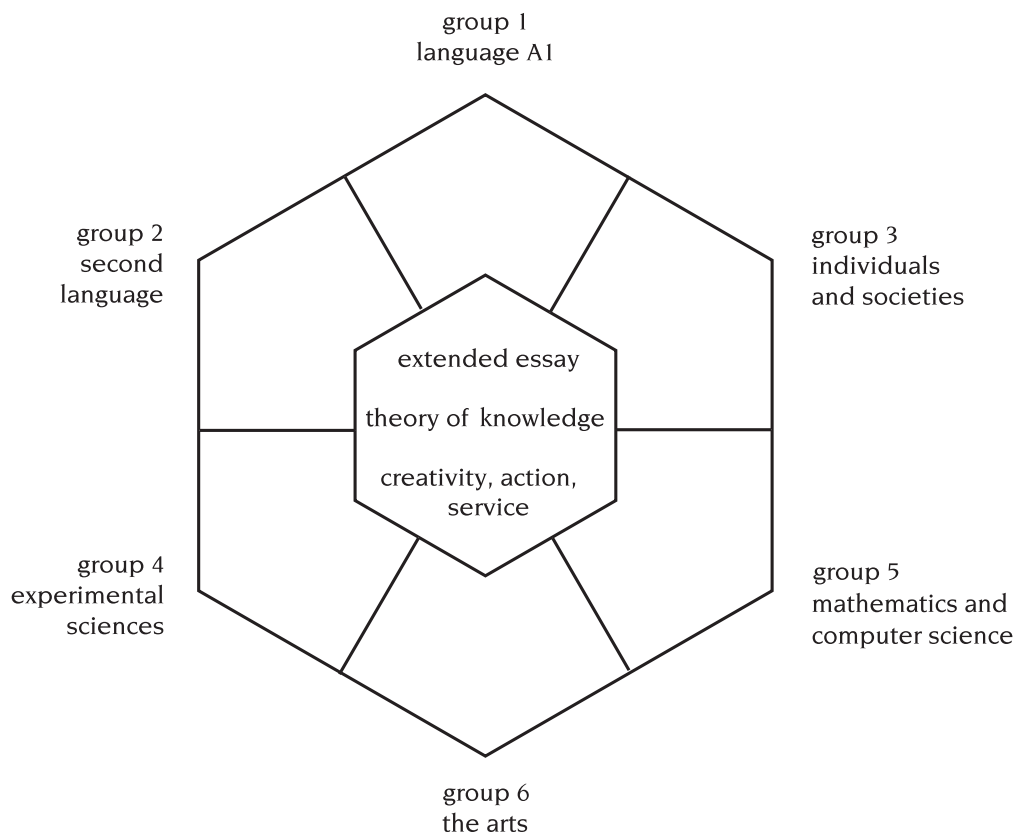 group 1
language A1
group 2
second
language
group 3
individuals
and societies
extended essay
theory of knowledge
creativity, action,
service
group 4
experimental
sciences
group 5
mathematics and
computer science
group 6
the arts